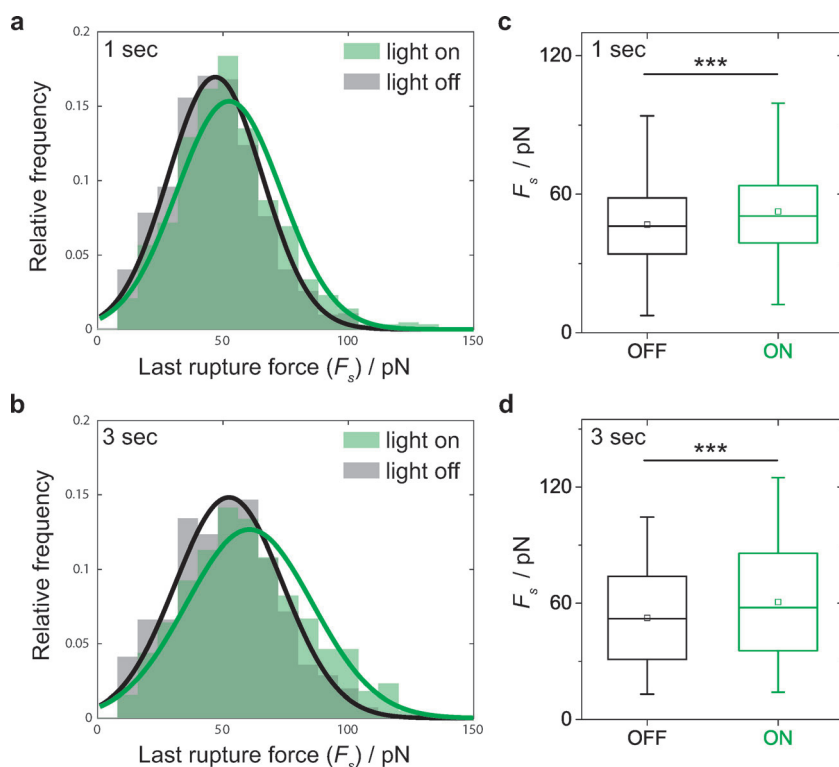 a
1 sec
light on
light off
0.2
0.15
0.1
0.05
0
Relative frequency
0 50 100 150
Last rupture force (Fs) / pN
c
1 sec
***
120
60
0
Fs / pN
OFF ON
b
3 sec
light on
light off
0.2
0.15
0.1
0.05
0
Relative frequency
0 50 100 150
Last rupture force (Fs) / pN
d
3 sec
***
120
60
0
Fs / pN
OFF ON